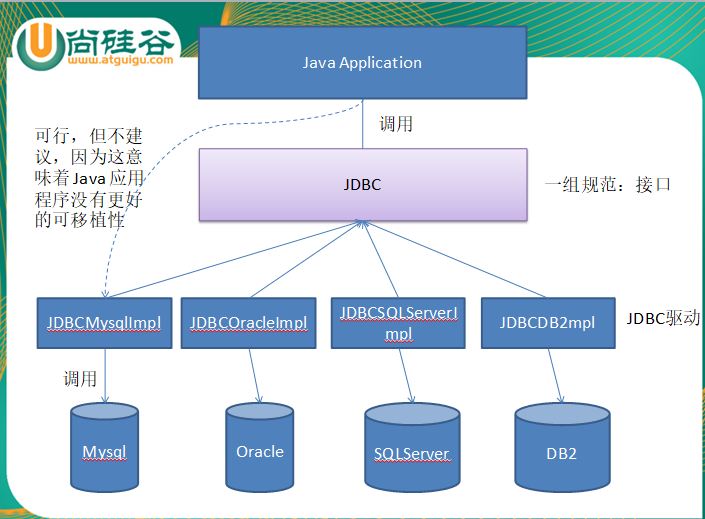 尚硅谷
www.atguigu.com
Java Application
调用
可行，但不建
议，因为这意
味着Java应用
程序没有更好
的可移植性
JDBC
一组规范：接口
JDBCMysqlImpl
JDBCOracleImpl
JDBCSQLServerI
mpl
JDBCDB2mpl
JDBC驱动
调用
Mysql
Oracle
SQLServer
DB2